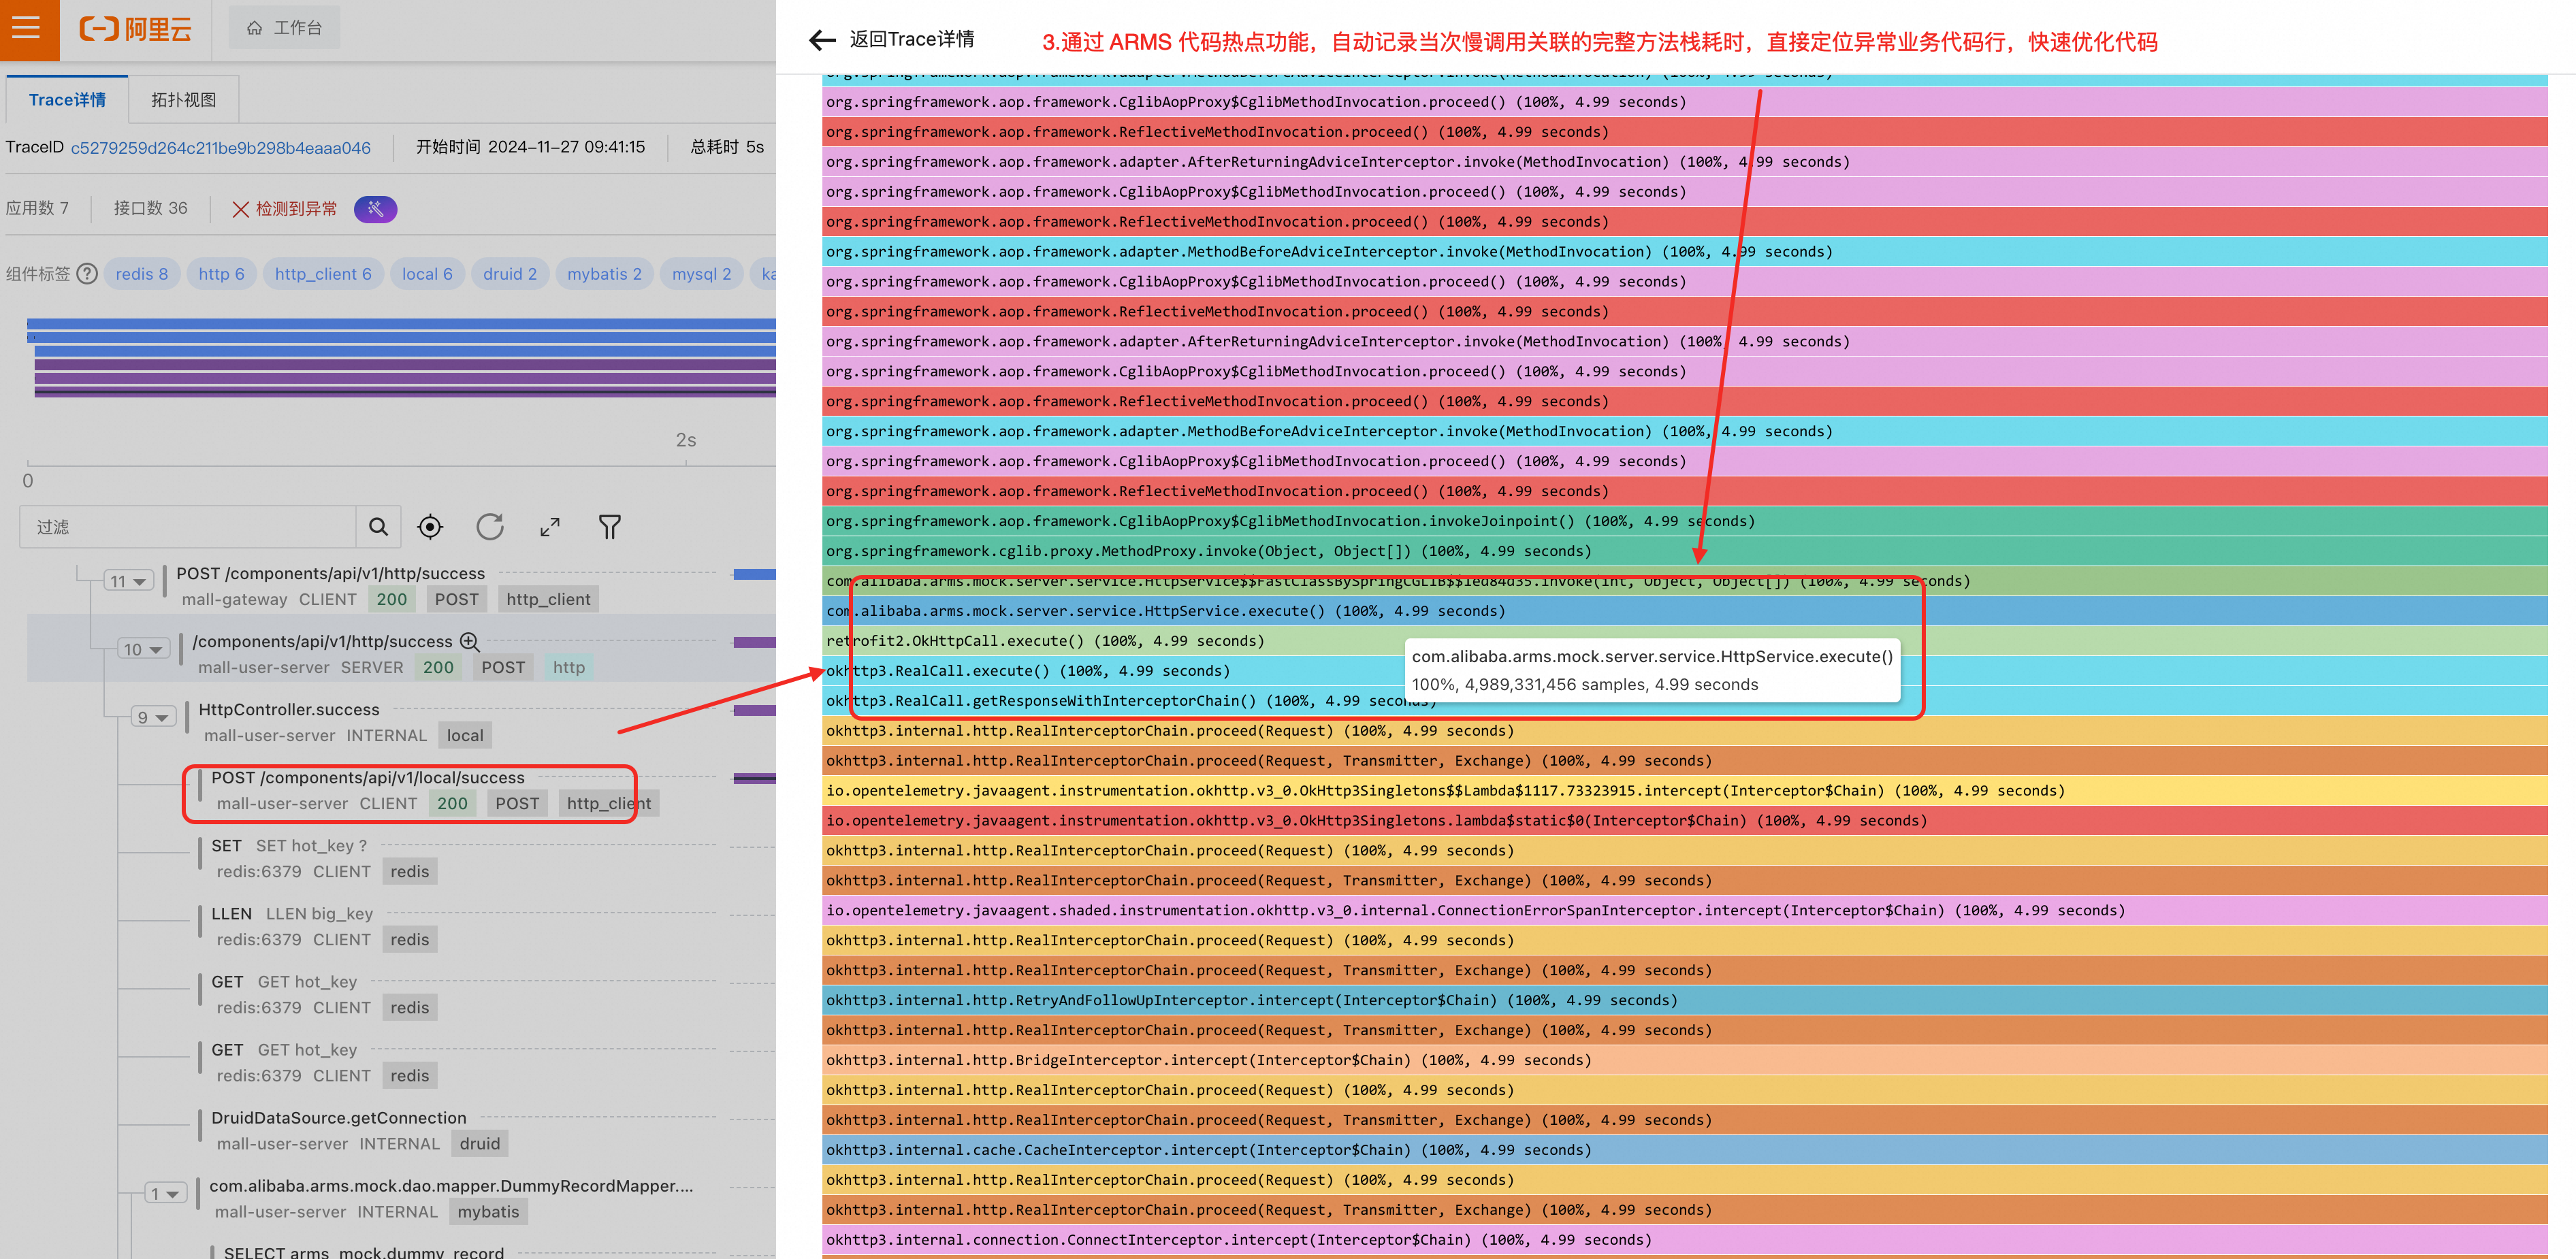 阿里云
工作台
Trace详情
拓扑视图
TraceID c5279259d264c211be9b298b4eaaa046
开始时间 2024-11-27 09:41:15
总耗时 5s
应用数 7
接口数 36
检测到异常
组件标签 ? redis 8 http 6 http_client 6 local 6 druid 2 mybatis 2 mysql 2 ka
2s
0
过滤
11 POST /components/api/v1/http/success
mall-gateway CLIENT 200 POST http_client
10 /components/api/v1/http/success
mall-user-server SERVER 200 POST http
9 HttpController.success
mall-user-server INTERNAL local
POST /components/api/v1/local/success
mall-user-server CLIENT 200 POST http_client
SET SET hot_key ?
redis:6379 CLIENT redis
LLEN LLEN big_key
redis:6379 CLIENT redis
GET GET hot_key
redis:6379 CLIENT redis
GET GET hot_key
redis:6379 CLIENT redis
DruidDataSource.getConnection
mall-user-server INTERNAL druid
1 com.alibaba.arms.mock.dao.mapper.DummyRecordMapper....
mall-user-server INTERNAL mybatis
SELECT arms_mock.dummy_record
返回Trace详情
3.通过 ARMS 代码热点功能，自动记录当次慢调用关联的完整方法栈耗时，直接定位异常业务代码行，快速优化代码
org.springframework.aop.framework.adapter.MethodBeforeAdviceInterceptor.invoke(MethodInvocation) (100%, 4.99 seconds)
org.springframework.aop.framework.CglibAopProxy$CglibMethodInvocation.proceed() (100%, 4.99 seconds)
org.springframework.aop.framework.ReflectiveMethodInvocation.proceed() (100%, 4.99 seconds)
org.springframework.aop.framework.adapter.AfterReturningAdviceInterceptor.invoke(MethodInvocation) (100%, 4.99 seconds)
org.springframework.aop.framework.CglibAopProxy$CglibMethodInvocation.proceed() (100%, 4.99 seconds)
org.springframework.aop.framework.ReflectiveMethodInvocation.proceed() (100%, 4.99 seconds)
org.springframework.aop.framework.adapter.MethodBeforeAdviceInterceptor.invoke(MethodInvocation) (100%, 4.99 seconds)
org.springframework.aop.framework.CglibAopProxy$CglibMethodInvocation.proceed() (100%, 4.99 seconds)
org.springframework.aop.framework.ReflectiveMethodInvocation.proceed() (100%, 4.99 seconds)
org.springframework.aop.framework.adapter.AfterReturningAdviceInterceptor.invoke(MethodInvocation) (100%, 4.99 seconds)
org.springframework.aop.framework.CglibAopProxy$CglibMethodInvocation.proceed() (100%, 4.99 seconds)
org.springframework.aop.framework.ReflectiveMethodInvocation.proceed() (100%, 4.99 seconds)
org.springframework.aop.framework.adapter.MethodBeforeAdviceInterceptor.invoke(MethodInvocation) (100%, 4.99 seconds)
org.springframework.aop.framework.CglibAopProxy$CglibMethodInvocation.proceed() (100%, 4.99 seconds)
org.springframework.aop.framework.ReflectiveMethodInvocation.proceed() (100%, 4.99 seconds)
org.springframework.aop.framework.CglibAopProxy$CglibMethodInvocation.invokeJoinpoint() (100%, 4.99 seconds)
org.springframework.cglib.proxy.MethodProxy.invoke(Object, Object[]) (100%, 4.99 seconds)
com.alibaba.arms.mock.server.service.HttpService$$FastClassBySpringCGLIB$$1ed84d35.invoke(int, Object, Object[]) (100%, 4.99 seconds)
com.alibaba.arms.mock.server.service.HttpService.execute() (100%, 4.99 seconds)
retrofit2.OkHttpCall.execute() (100%, 4.99 seconds)
okhttp3.RealCall.execute() (100%, 4.99 seconds)
okhttp3.RealCall.getResponseWithInterceptorChain() (100%, 4.99 seconds)
com.alibaba.arms.mock.server.service.HttpService.execute()
100%, 4,989,331,456 samples, 4.99 seconds
okhttp3.internal.http.RealInterceptorChain.proceed(Request) (100%, 4.99 seconds)
okhttp3.internal.http.RealInterceptorChain.proceed(Request, Transmitter, Exchange) (100%, 4.99 seconds)
io.opentelemetry.javaagent.instrumentation.okhttp.v3_0.OkHttp3Singletons$$Lambda$1117.73323915.intercept(Interceptor$Chain) (100%, 4.99 seconds)
io.opentelemetry.javaagent.instrumentation.okhttp.v3_0.OkHttp3Singletons.lambda$static$0(Interceptor$Chain) (100%, 4.99 seconds)
okhttp3.internal.http.RealInterceptorChain.proceed(Request) (100%, 4.99 seconds)
okhttp3.internal.http.RealInterceptorChain.proceed(Request, Transmitter, Exchange) (100%, 4.99 seconds)
io.opentelemetry.javaagent.shaded.instrumentation.okhttp.v3_0.internal.ConnectionErrorSpanInterceptor.intercept(Interceptor$Chain) (100%, 4.99 seconds)
okhttp3.internal.http.RealInterceptorChain.proceed(Request) (100%, 4.99 seconds)
okhttp3.internal.http.RealInterceptorChain.proceed(Request, Transmitter, Exchange) (100%, 4.99 seconds)
okhttp3.internal.http.RetryAndFollowUpInterceptor.intercept(Interceptor$Chain) (100%, 4.99 seconds)
okhttp3.internal.http.RealInterceptorChain.proceed(Request, Transmitter, Exchange) (100%, 4.99 seconds)
okhttp3.internal.http.BridgeInterceptor.intercept(Interceptor$Chain) (100%, 4.99 seconds)
okhttp3.internal.http.RealInterceptorChain.proceed(Request) (100%, 4.99 seconds)
okhttp3.internal.http.RealInterceptorChain.proceed(Request, Transmitter, Exchange) (100%, 4.99 seconds)
okhttp3.internal.cache.CacheInterceptor.intercept(Interceptor$Chain) (100%, 4.99 seconds)
okhttp3.internal.http.RealInterceptorChain.proceed(Request) (100%, 4.99 seconds)
okhttp3.internal.http.RealInterceptorChain.proceed(Request, Transmitter, Exchange) (100%, 4.99 seconds)
okhttp3.internal.connection.ConnectInterceptor.intercept(Interceptor$Chain) (100%, 4.99 seconds)